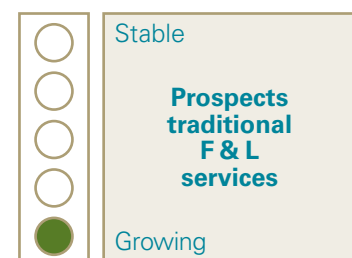 Stable
Prospects
traditional
F & L
services
Growing